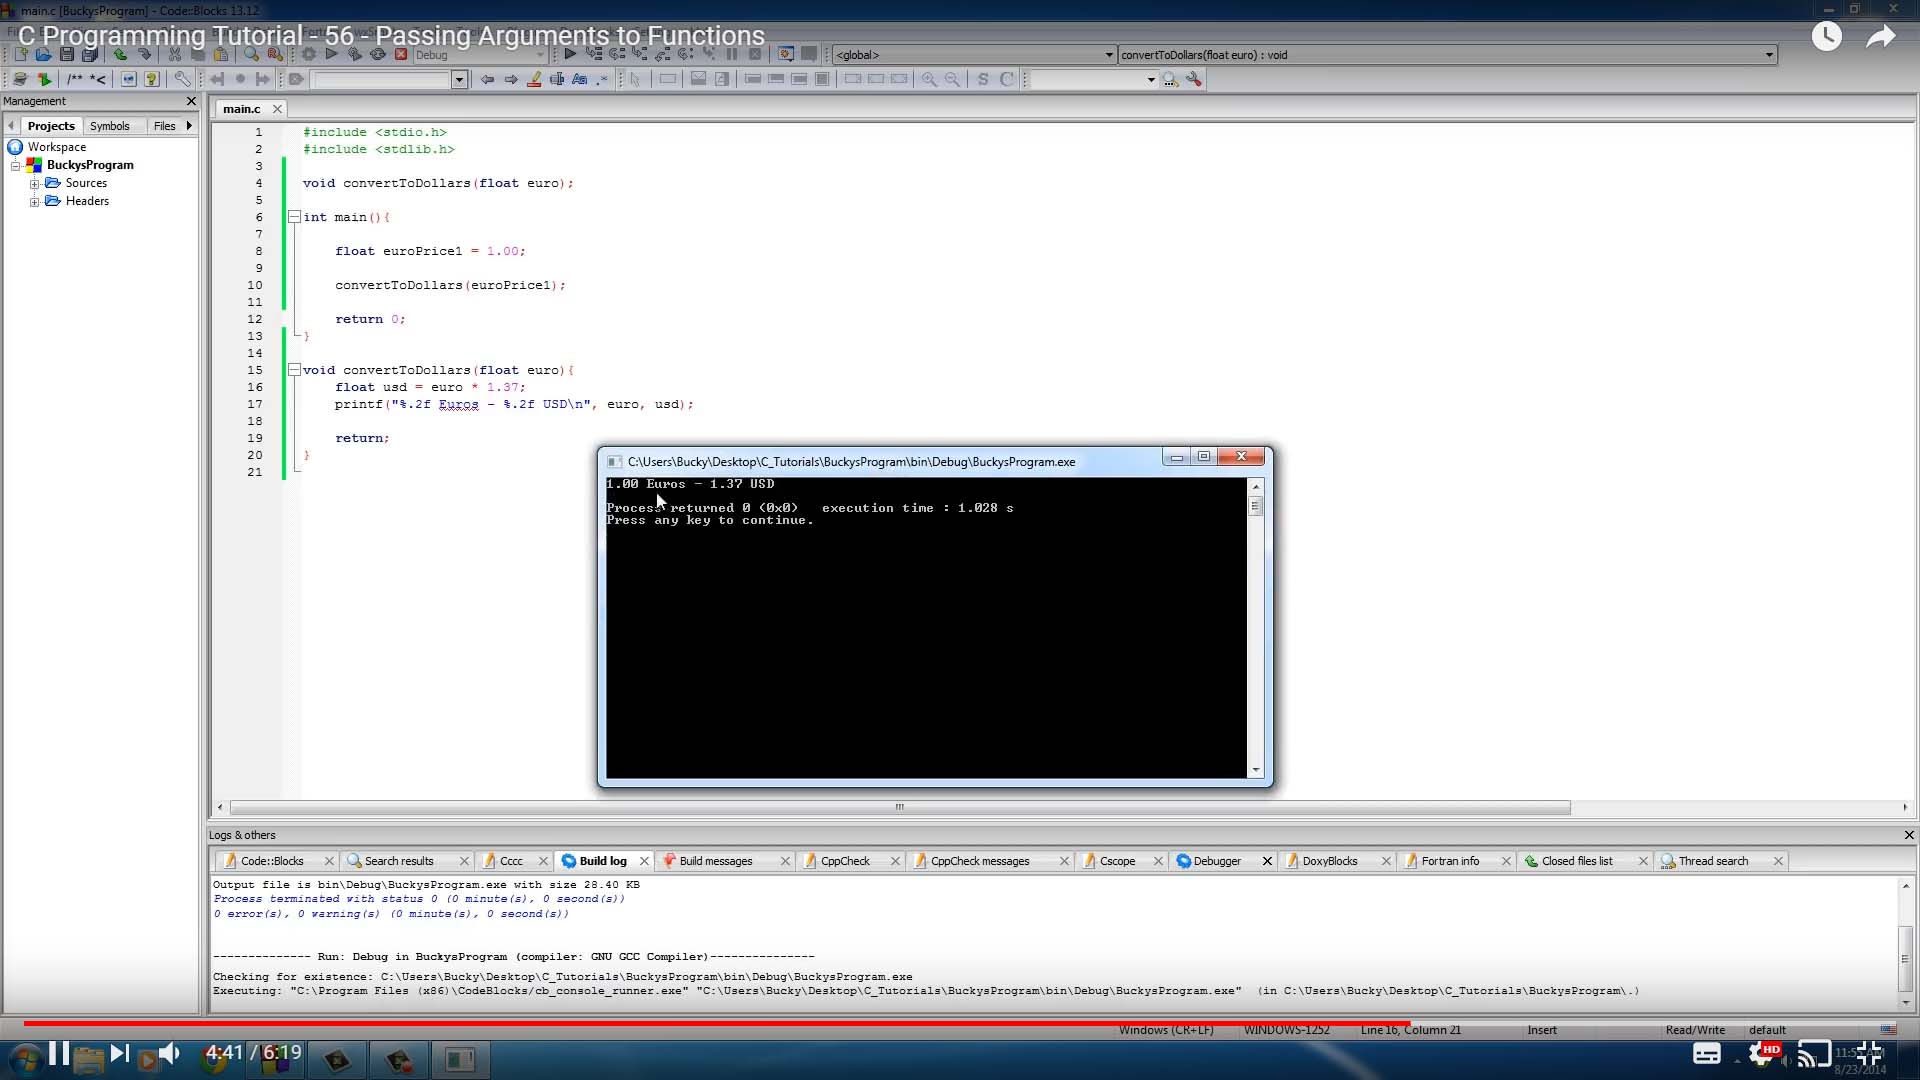 main.c [BuckysProgram] - Code::Blocks 13.12
C Programming Tutorial - 56 - Passing Arguments to Functions
Debug
<global>
convertToDollars(float euro) : void
/** *<
Management
Projects Symbols Files
Workspace
BuckysProgram
Sources
Headers
main.c
1 #include <stdio.h>
2 #include <stdlib.h>
3
4 void convertToDollars(float euro);
5
6 int main(){
7
8 float euroPrice1 = 1.00;
9
10 convertToDollars(euroPrice1);
11
12 return 0;
13 }
14
15 void convertToDollars(float euro){
16 float usd = euro * 1.37;
17 printf("%.2f Euros - %.2f USD\n", euro, usd);
18
19 return;
20 }
21
C:\Users\Bucky\Desktop\C_Tutorials\BuckysProgram\bin\Debug\BuckysProgram.exe
1.00 Euros - 1.37 USD
Process returned 0 (0x0) execution time : 1.028 s
Press any key to continue.
Logs & others
Code::Blocks Search results Cccc Build log Build messages CppCheck CppCheck messages Cscope Debugger DoxyBlocks Fortran info Closed files list Thread search
Output file is bin\Debug\BuckysProgram.exe with size 28.40 KB
Process terminated with status 0 (0 minute(s), 0 second(s))
0 error(s), 0 warning(s) (0 minute(s), 0 second(s))
-------------- Run: Debug in BuckysProgram (compiler: GNU GCC Compiler)---------------
Checking for existence: C:\Users\Bucky\Desktop\C_Tutorials\BuckysProgram\bin\Debug\BuckysProgram.exe
Executing: "C:\Program Files (x86)\CodeBlocks/cb_console_runner.exe" "C:\Users\Bucky\Desktop\C_Tutorials\BuckysProgram\bin\Debug\BuckysProgram.exe" (in C:\Users\Bucky\Desktop\C_Tutorials\BuckysProgram\.)
Windows (CR+LF) WINDOWS-1252 Line 16, Column 21 Insert Read/Write default
4:41 / 6:19
HD
8/23/2014